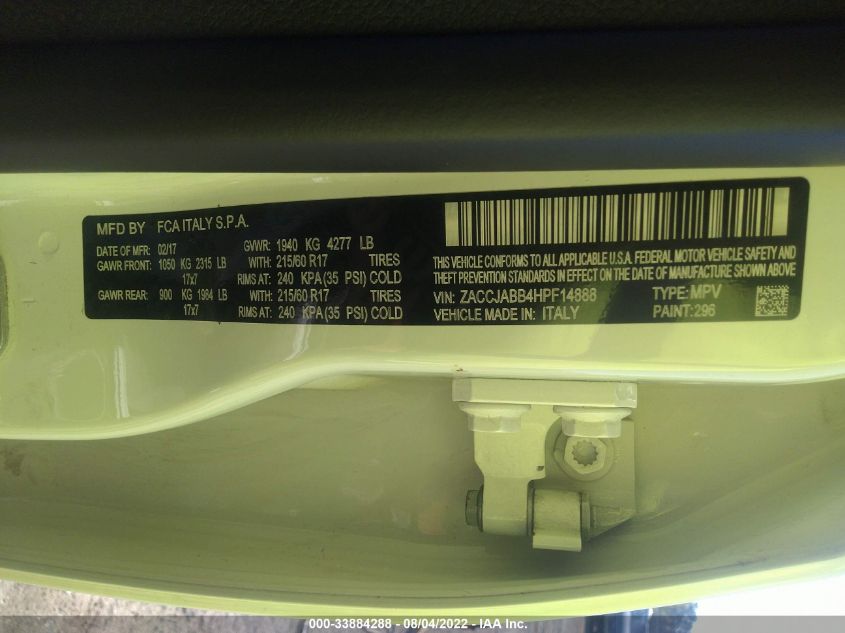 MFD BY FCA ITALY S.P.A.
DATE OF MFR 02/17 GVWR: 1940 KG 4277 LB
GAWR FRONT: 1050 KG 2315 LB WITH: 215/60 R17 TIRES
17x7 RIMS AT: 240 KPA(35 PSI) COLD
GAWR REAR: 900 KG 1984 LB WITH: 215/60 R17 TIRES
17x7 RIMS AT: 240 KPA(35 PSI) COLD
THIS VEHICLE CONFORMS TO ALL APPLICABLE U.S.A. FEDERAL MOTOR VEHICLE SAFETY AND
THEFT PREVENTION STANDARDS IN EFFECT ON THE DATE OF MANUFACTURE SHOWN ABOVE
VIN: ZACCJABB4HPF14888 TYPE: MPV
VEHICLE MADE IN: ITALY PAINT: 296
000-33884288 - 08/04/2022 - IAA Inc.